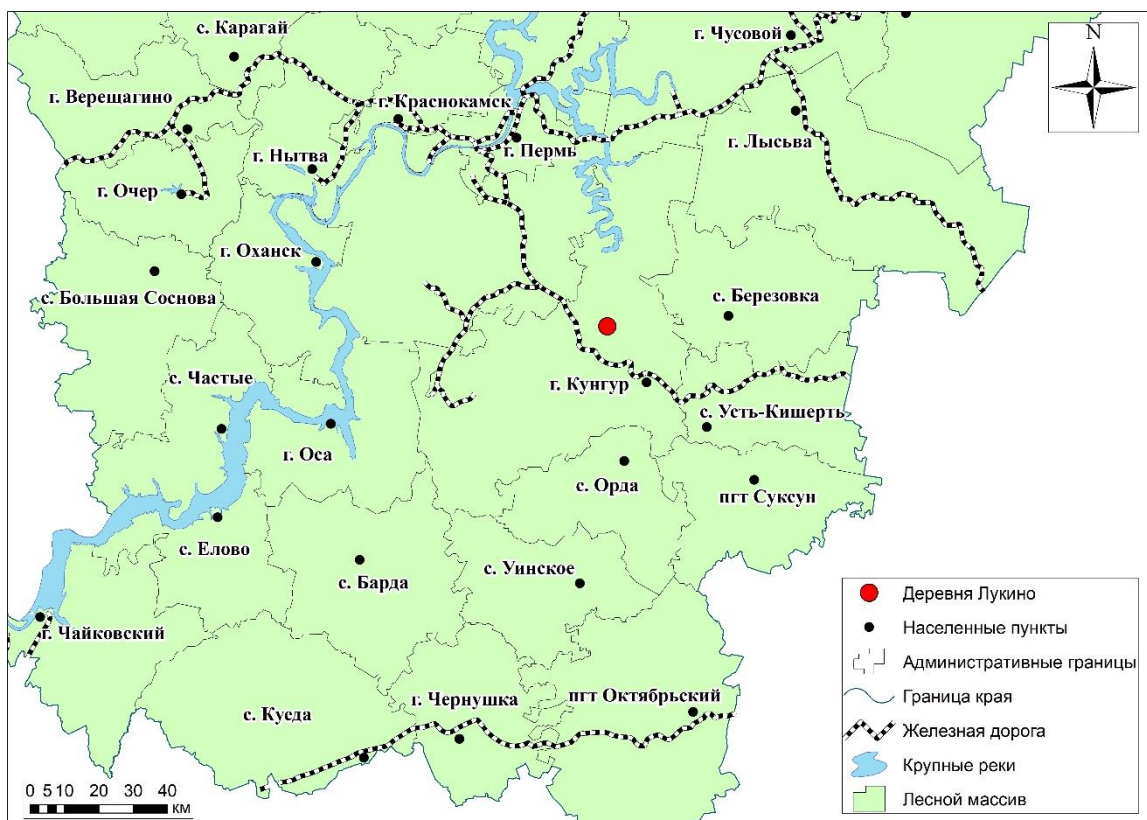 с. Карагай
г. Чусовой
N
г. Верещагино
г. Краснокамск
г. Пермь
г. Лысьва
г. Нытва
г. Очер
г. Оханск
с. Большая Соснова
с. Березовка
с. Частые
г. Кунгур
с. Усть-Кишерть
г. Оса
с. Орда
пгт Суксун
с. Елово
с. Барда
с. Уинское
г. Чайковский
с. Куеда
г. Чернушка
пгт Октябрьский
Деревня Лукино
Населенные пункты
Административные границы
Граница края
Железная дорога
Крупные реки
Лесной массив
0 5 10 20 30 40
км